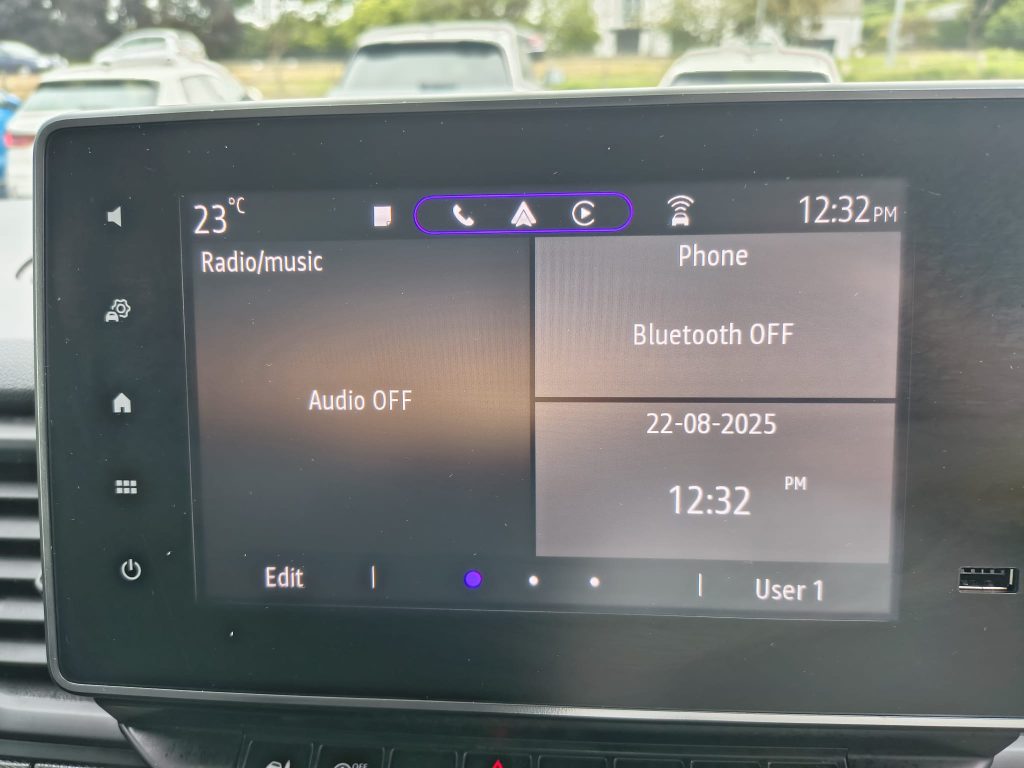 23°C
12:32PM
Radio/music
Phone
Bluetooth OFF
Audio OFF
22-08-2025
12:32 PM
Edit
User 1
OFF